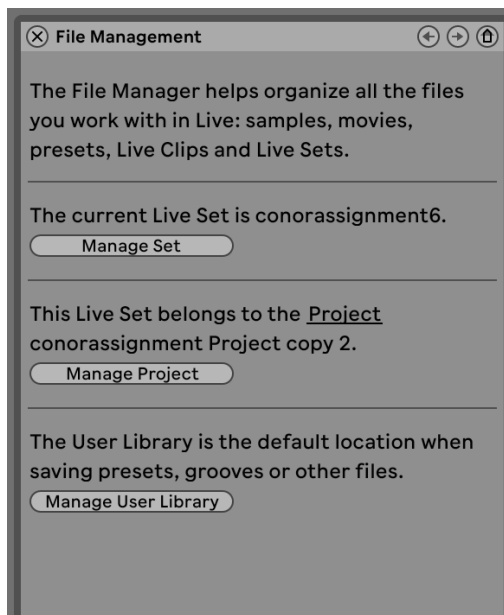 File Management
The File Manager helps organize all the files
you work with in Live: samples, movies,
presets, Live Clips and Live Sets.
The current Live Set is conorassignment6.
Manage Set
This Live Set belongs to the Project
conorassignment Project copy 2.
Manage Project
The User Library is the default location when
saving presets, grooves or other files.
Manage User Library